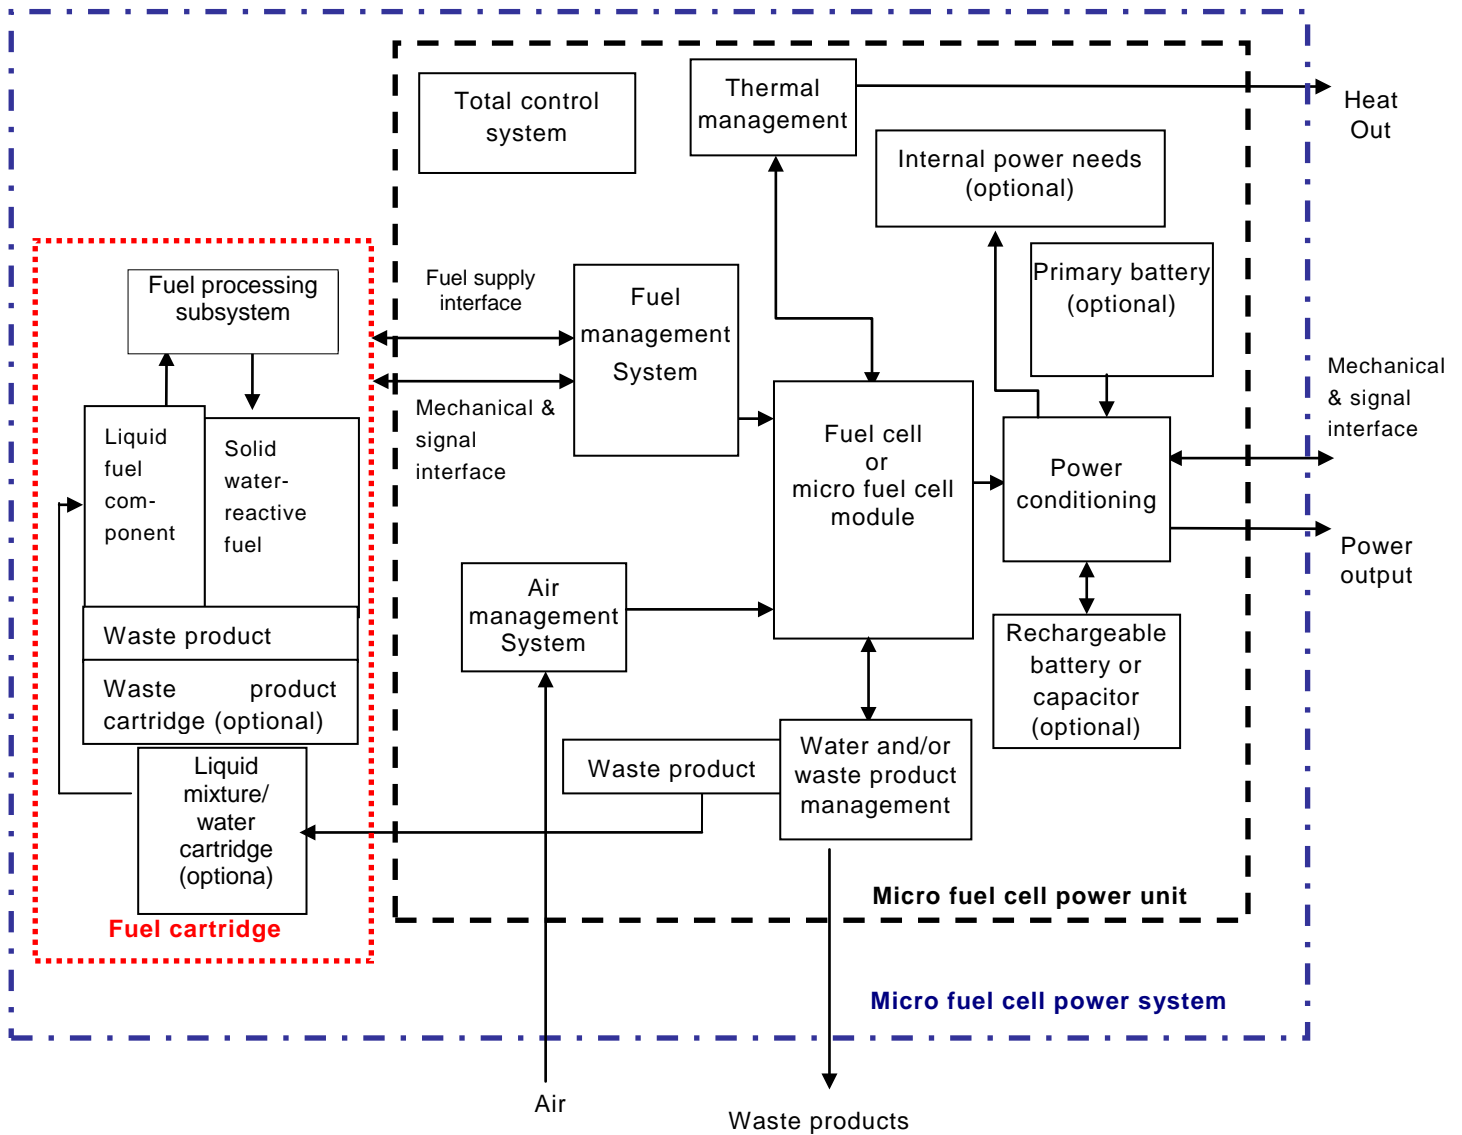 Total control
system
Thermal
management
Heat
Out
Internal power needs
(optional)
Primary battery
(optional)
Fuel processing
subsystem
Fuel supply
interface
Fuel
management
System
Mechanical &
signal
interface
Mechanical
& signal
interface
Liquid
fuel
com-
ponent
Solid
water-
reactive
fuel
Fuel cell
or
micro fuel cell
module
Power
conditioning
Power
output
Air
management
System
Waste product
Waste product
cartridge (optional)
Rechargeable
battery or
capacitor
(optional)
Liquid
mixture/
water
cartridge
(optiona)
Waste product
Water and/or
waste product
management
Micro fuel cell power unit
Fuel cartridge
Micro fuel cell power system
Air
Waste products